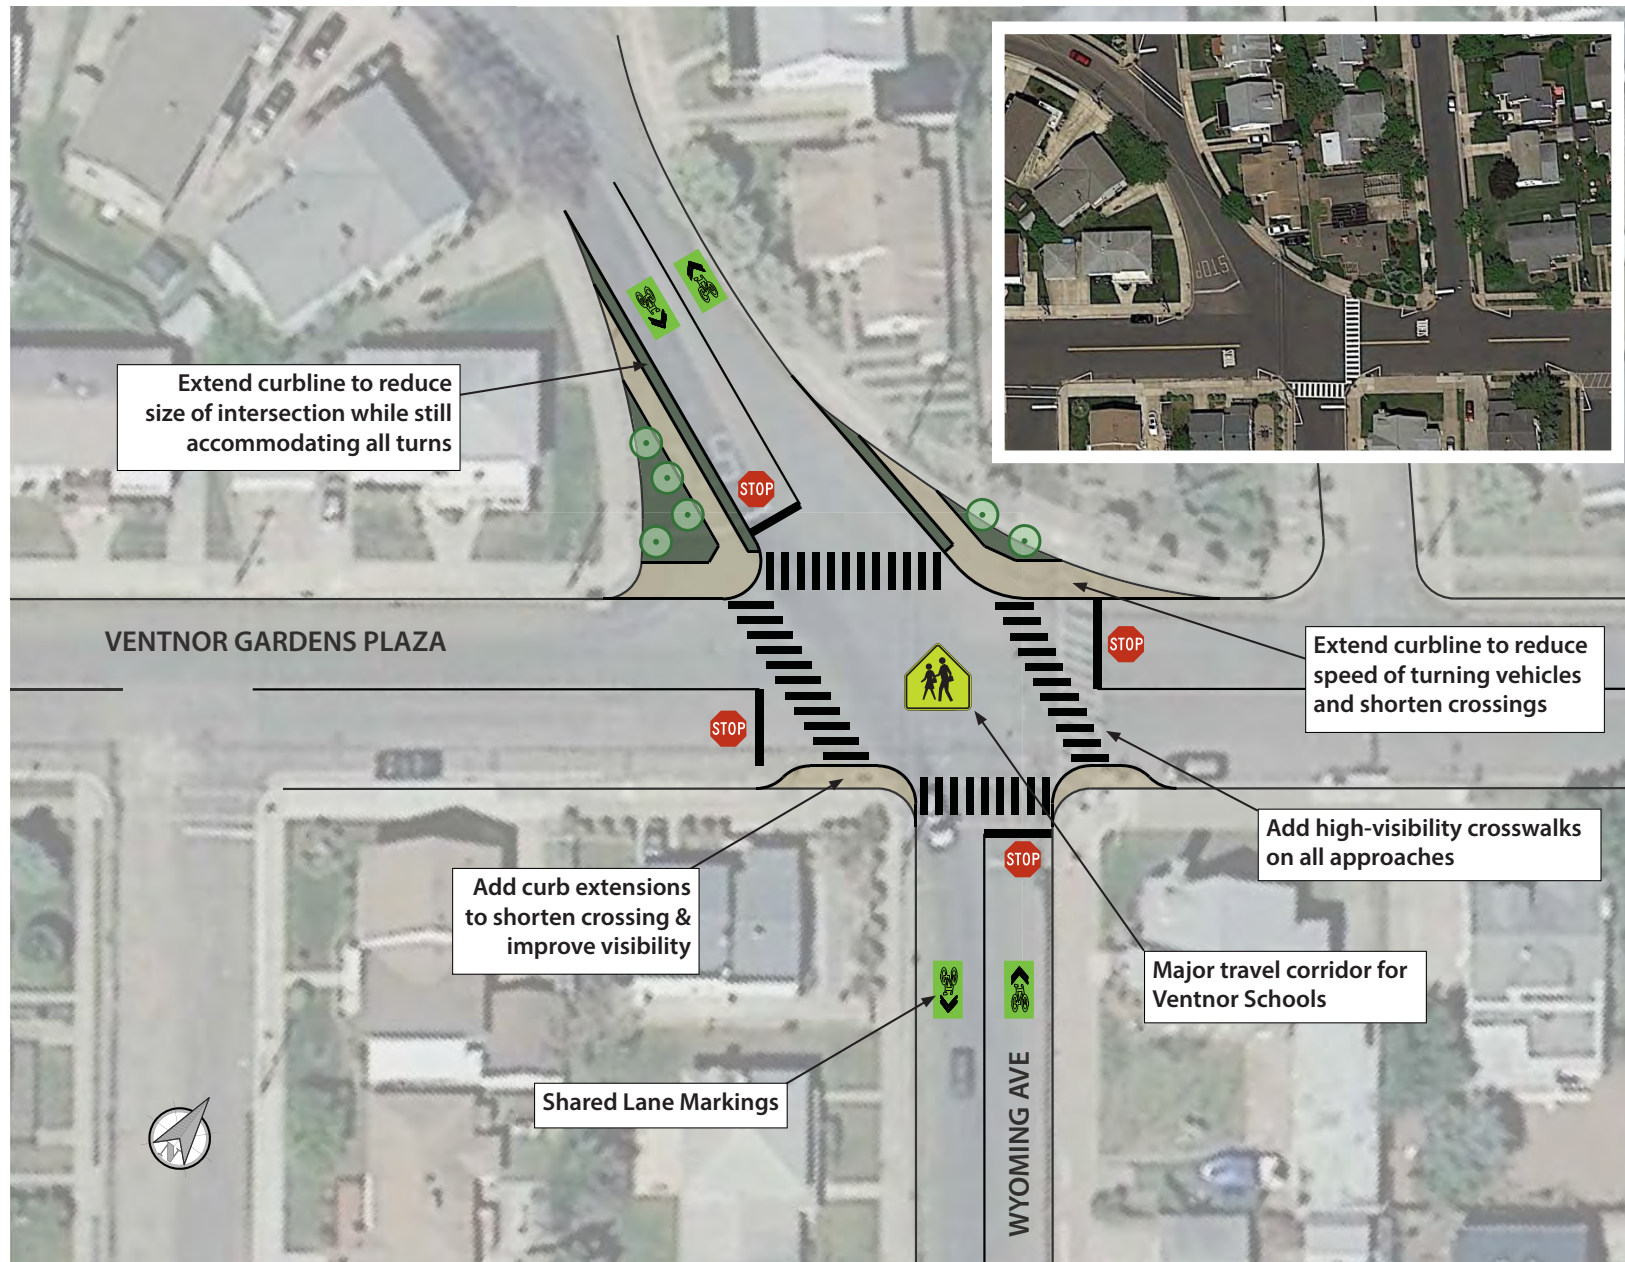 Extend curbline to reduce
size of intersection while still
accommodating all turns
STOP
STOP
VENTNOR GARDENS PLAZA
STOP
STOP
Extend curbline to reduce
speed of turning vehicles
and shorten crossings
Add high-visibility crosswalks
on all approaches
STOP
Add curb extensions
to shorten crossing &
improve visibility
Major travel corridor for
Ventnor Schools
Shared Lane Markings
WYOMING AVE